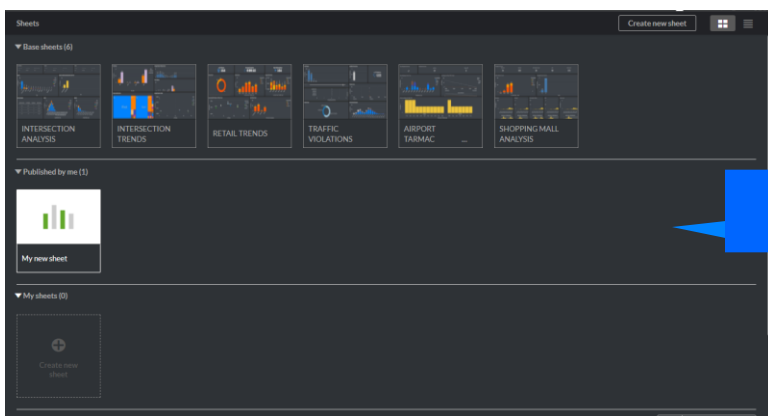 Sheets
Create new sheet
Base sheets (6)
INTERSECTION
ANALYSIS
INTERSECTION
TRENDS
RETAIL TRENDS
TRAFFIC
VIOLATIONS
AIRPORT
TARMAC ...
SHOPPING MALL
ANALYSIS
Published by me (1)
My new sheet
My sheets (0)
Create new
sheet